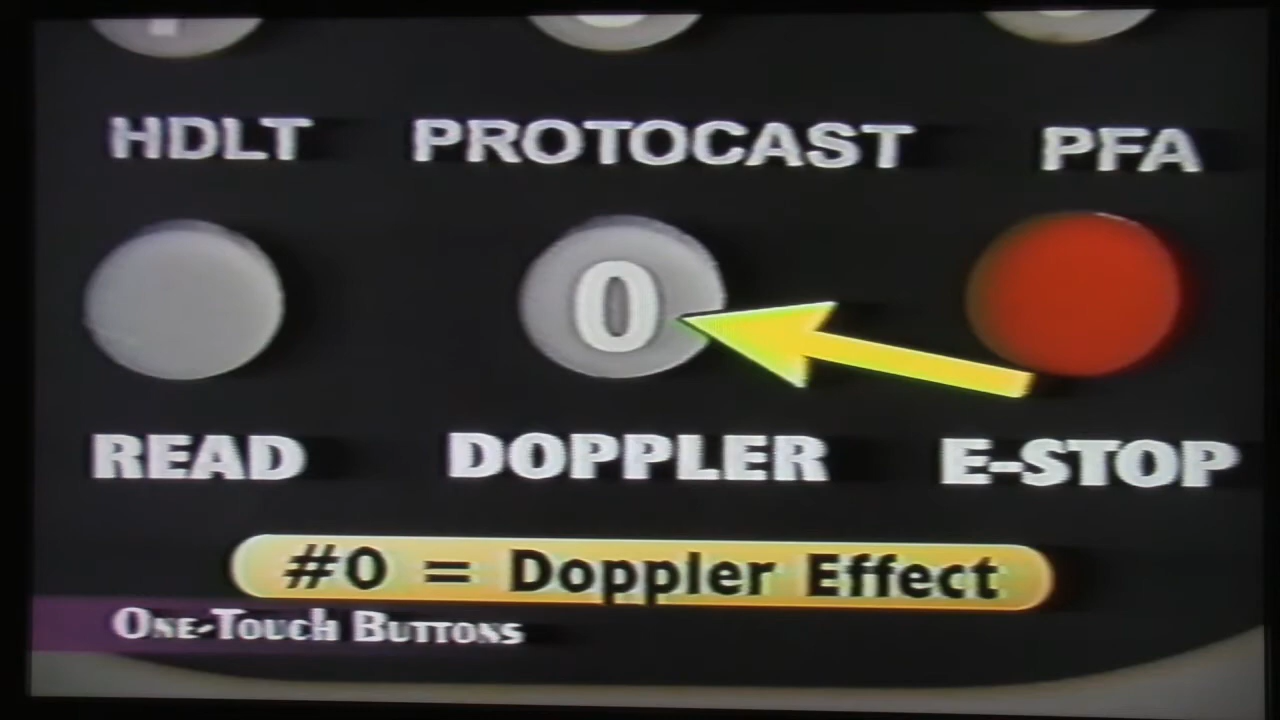 HDLT PROTOCAST PFA
0
READ DOPPLER E-STOP
#0 = Doppler Effect
One-Touch Buttons